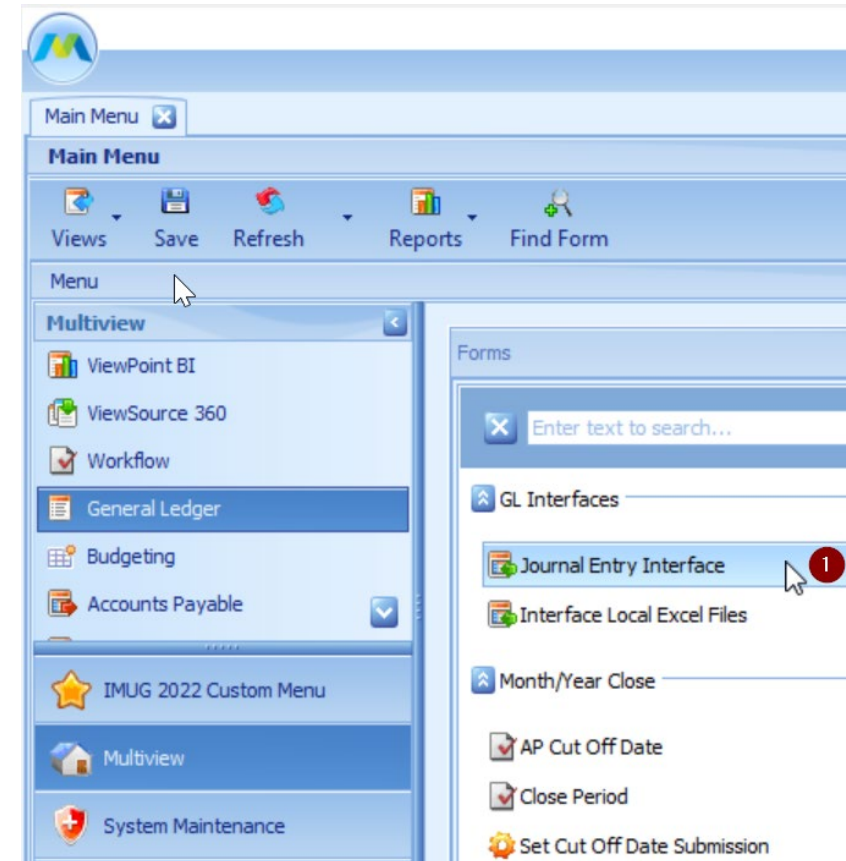 Main Menu
Main Menu
Views Save Refresh Reports Find Form
Menu
Multiview
ViewPoint BI
ViewSource 360
Workflow
General Ledger
Budgeting
Accounts Payable
IMUG 2022 Custom Menu
Multiview
System Maintenance
Forms
Enter text to search...
GL Interfaces
Journal Entry Interface 1
Interface Local Excel Files
Month/Year Close
AP Cut Off Date
Close Period
Set Cut Off Date Submission